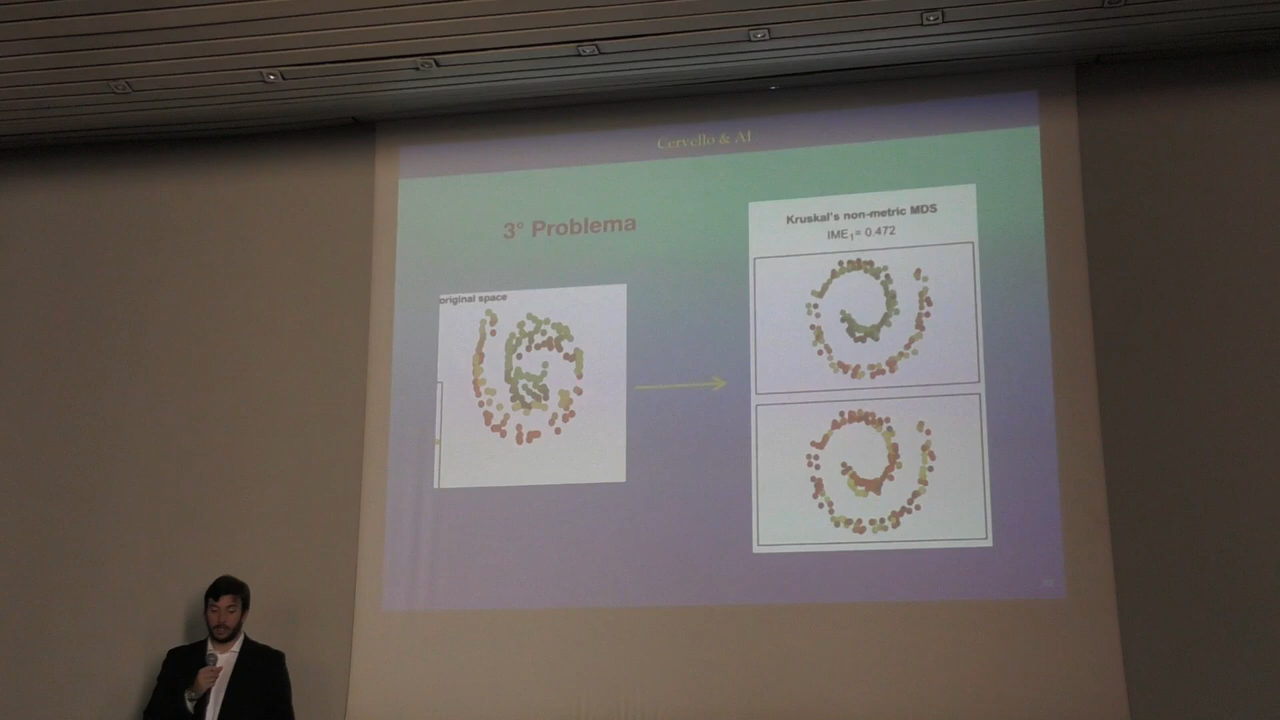 Cervello & AI
3° Problema
original space
Kruskal's non-metric MDS
IME₁= 0.472